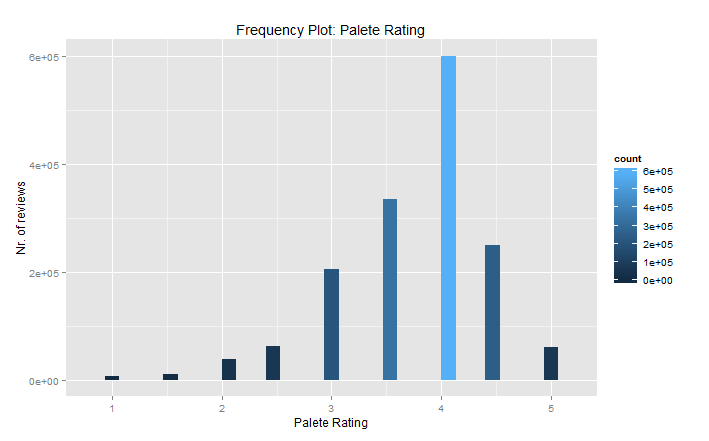 Frequency Plot: Palete Rating
6e+05
4e+05
2e+05
0e+00
Nr. of reviews
1 2 3 4 5
Palete Rating
count
6e+05
5e+05
4e+05
3e+05
2e+05
1e+05
0e+00